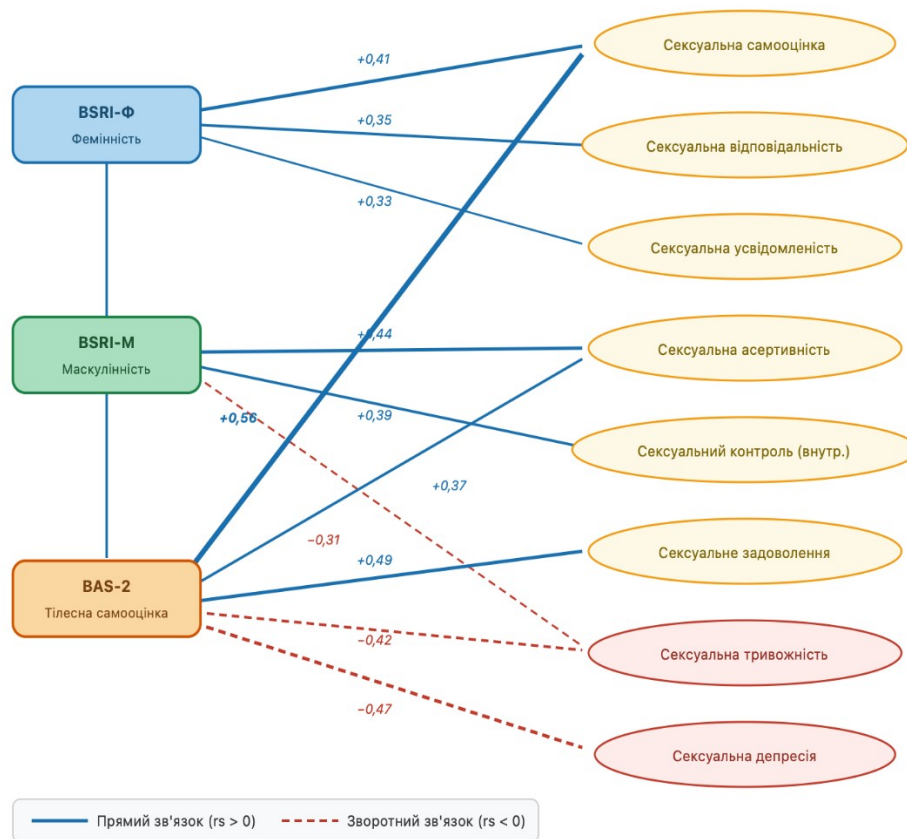 Сексуальна самооцінка
+0,41
BSRI-Ф
Фемінність
+0,35
Сексуальна відповідальність
+0,33
Сексуальна усвідомленість
+0,44
BSRI-М
Маскулінність
Сексуальна асертивність
+0,56
+0,39
Сексуальний контроль (внутр.)
+0,37
−0,31
+0,49
Сексуальне задоволення
BAS-2
Тілесна самооцінка
−0,42
Сексуальна тривожність
−0,47
Сексуальна депресія
Прямий зв'язок (rs > 0)
Зворотний зв'язок (rs < 0)